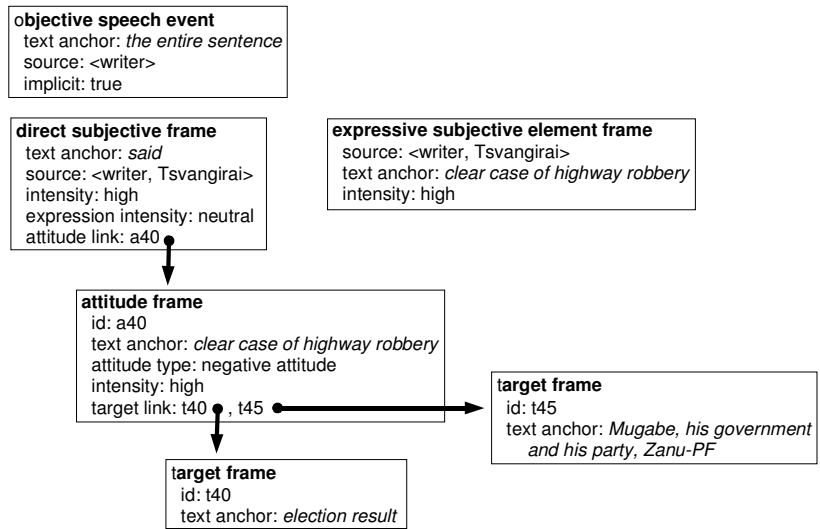 objective speech event
text anchor: the entire sentence
source: <writer>
implicit: true
direct subjective frame
text anchor: said
source: <writer, Tsvangirai>
intensity: high
expression intensity: neutral
attitude link: a40
expressive subjective element frame
source: <writer, Tsvangirai>
text anchor: clear case of highway robbery
intensity: high
attitude frame
id: a40
text anchor: clear case of highway robbery
attitude type: negative attitude
intensity: high
target link: t40 , t45
target frame
id: t45
text anchor: Mugabe, his government
and his party, Zanu-PF
target frame
id: t40
text anchor: election result